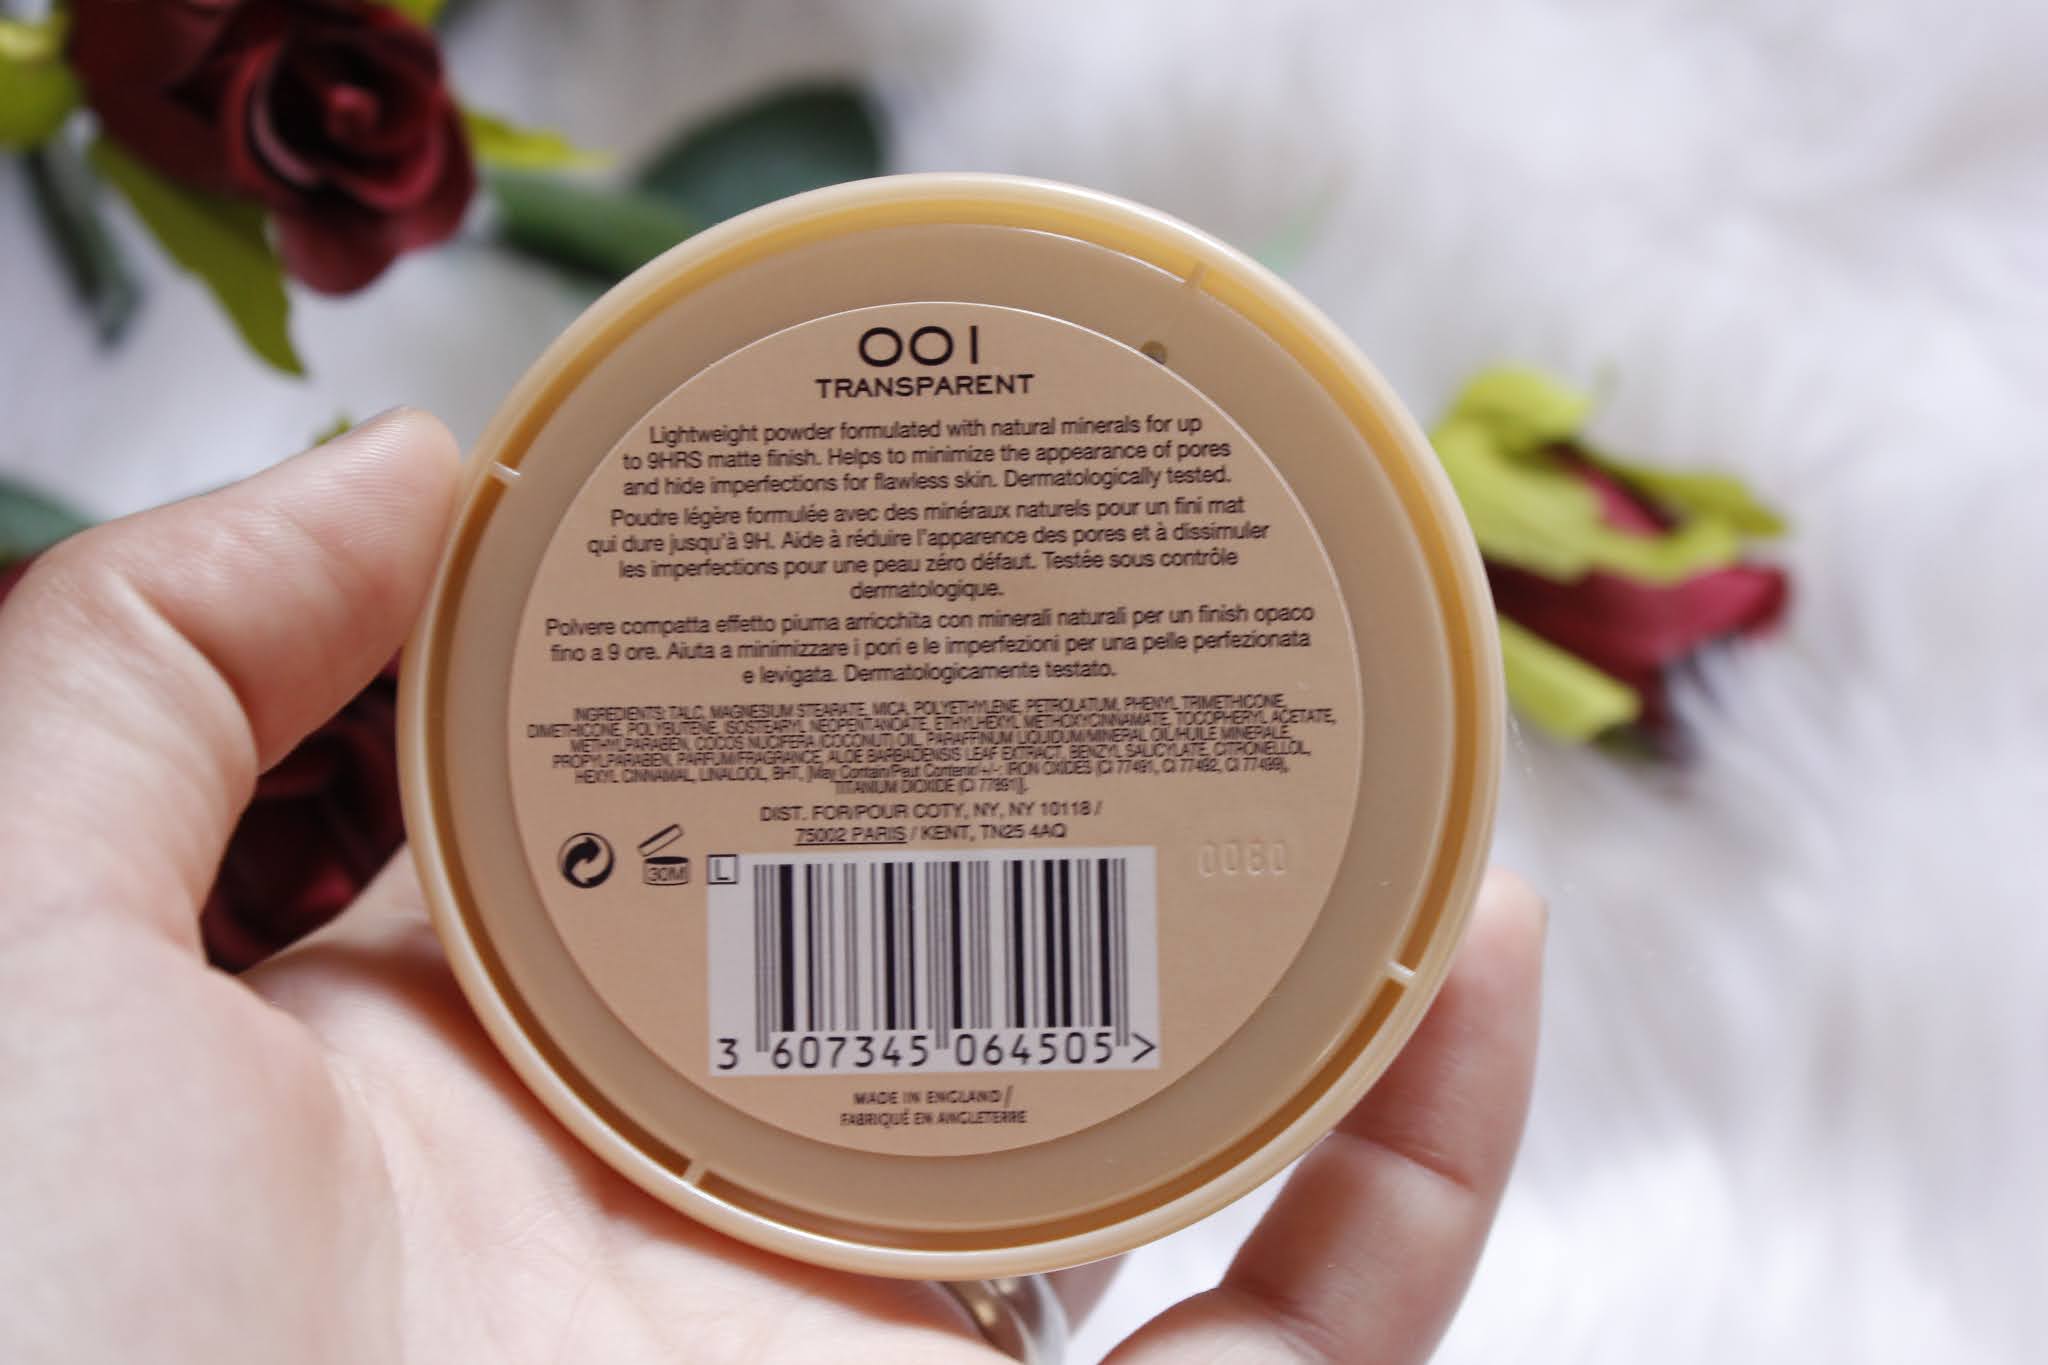 001
TRANSPARENT
Lightweight powder formulated with natural minerals for up
to 9HRS matte finish. Helps to minimize the appearance of pores
and hide imperfections for flawless skin. Dermatologically tested.
Poudre légère formulée avec des minéraux naturels pour un fini mat
qui dure jusqu'à 9H. Aide à réduire l'apparence des pores et à dissimuler
les imperfections pour une peau zéro défaut. Testée sous contrôle
dermatologique.
Polvere compatta effetto piuma arricchita con minerali naturali per un finish opaco
fino a 9 ore. Aiuta a minimizzare i pori e le imperfezioni per una pelle perfezionata
e levigata. Dermatologicamente testato.
INGREDIENTS: TALC, MAGNESIUM STEARATE, MICA, POLYETHYLENE, PETROLATUM, PHENYL TRIMETHICONE,
DIMETHICONE, POLYBUTENE, ISOSTEARYL NEOPENTANOATE, ETHYLHEXYL METHOXYCINNAMATE, TOCOPHERYL ACETATE,
METHYLPARABEN, COCOS NUCIFERA (COCONUT) OIL, PARAFFINUM LIQUIDUM/MINERAL OIL/HUILE MINERALE,
PROPYLPARABEN, PARFUM/FRAGRANCE, ALOE BARBADENSIS LEAF EXTRACT, BENZYL SALICYLATE, CITRONELLOL,
HEXYL CINNAMAL, LINALOOL, BHT, [May Contain/Peut Contenir/+/-: IRON OXIDES (CI 77491, CI 77492, CI 77499),
TITANIUM DIOXIDE (CI 77891)].
DIST. FOR/POUR COTY, NY, NY 10118 /
75002 PARIS / KENT, TN25 4AQ
30M L
3 607345 064505 >
MADE IN ENGLAND/
FABRIQUÉ EN ANGLETERRE